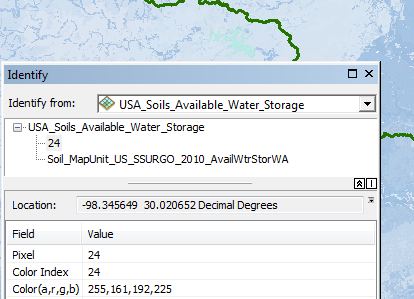 Identify
Identify from: USA_Soils_Available_Water_Storage
USA_Soils_Available_Water_Storage
24
Soil_MapUnit_US_SSURGO_2010_AvailWtrStorWA
Location: -98.345649 30.020652 Decimal Degrees
Field Value
Pixel 24
Color Index 24
Color(a,r,g,b) 255,161,192,225